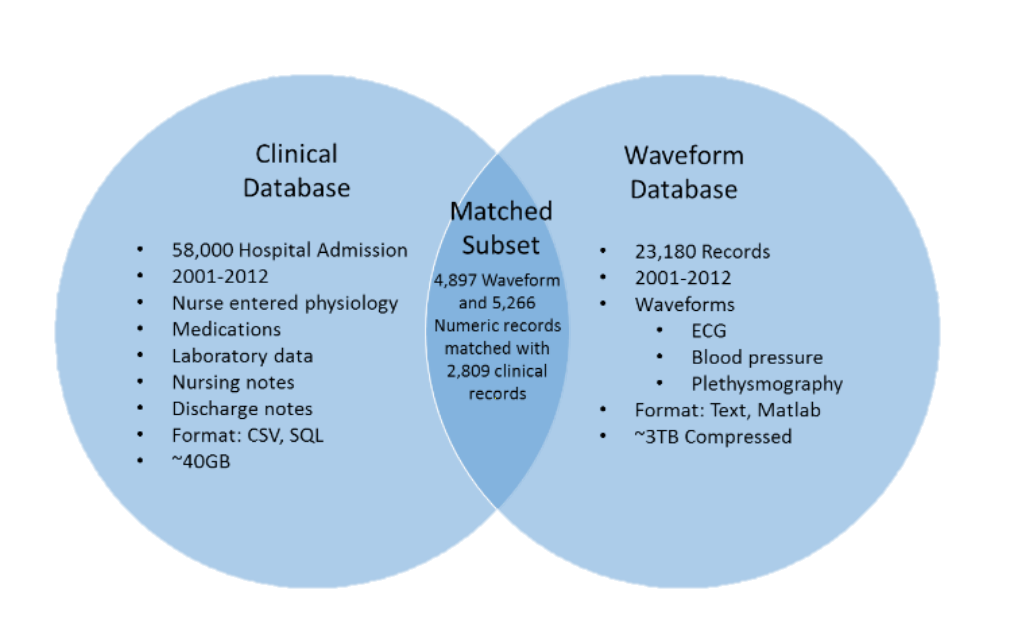 Clinical
Database
• 58,000 Hospital Admission
• 2001-2012
• Nurse entered physiology
• Medications
• Laboratory data
• Nursing notes
• Discharge notes
• Format: CSV, SQL
• ~40GB
Matched
Subset
4,897 Waveform
and 5,266
Numeric records
matched with
2,809 clinical
records
Waveform
Database
• 23,180 Records
• 2001-2012
• Waveforms
• ECG
• Blood pressure
• Plethysmography
• Format: Text, Matlab
• ~3TB Compressed